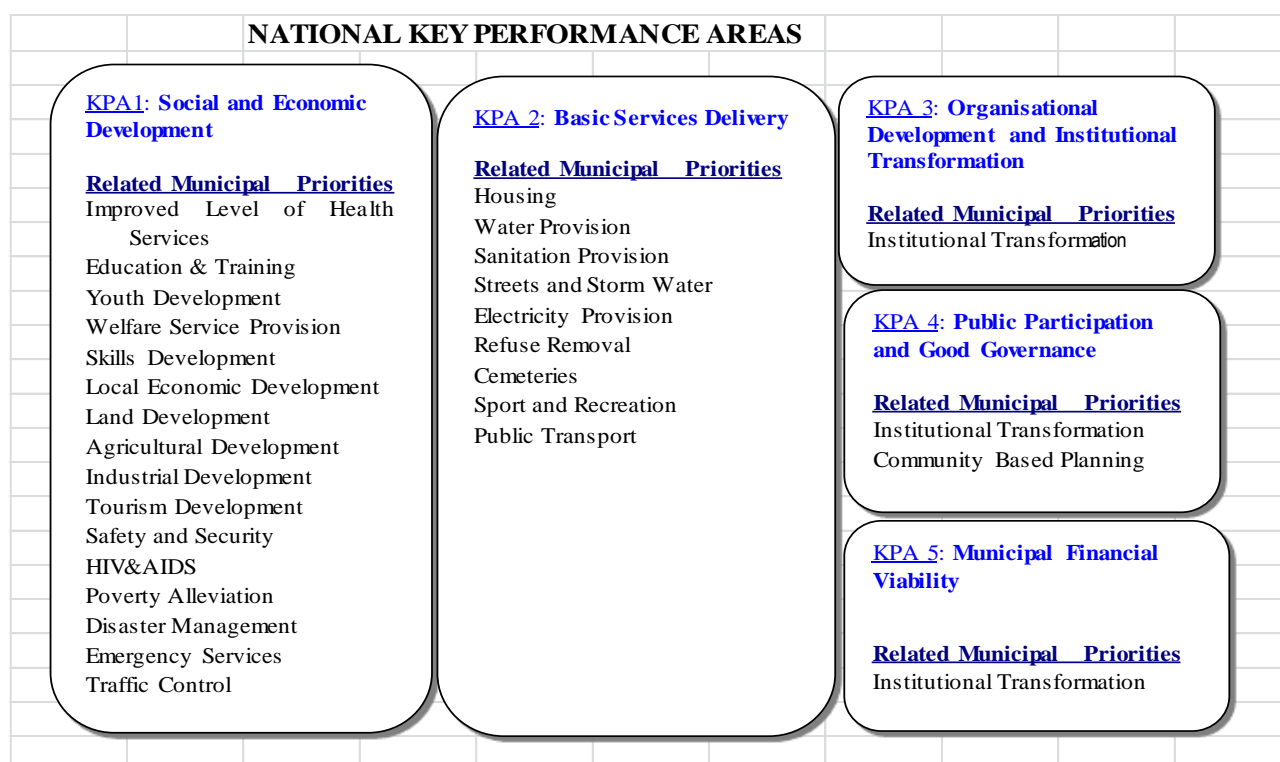 NATIONAL KEY PERFORMANCE AREAS
KPA1: Social and Economic
Development
Related Municipal Priorities
Improved Level of Health
Services
Education & Training
Youth Development
Welfare Service Provision
Skills Development
Local Economic Development
Land Development
Agricultural Development
Industrial Development
Tourism Development
Safety and Security
HIV&AIDS
Poverty Alleviation
Disaster Management
Emergency Services
Traffic Control
KPA 2: Basic Services Delivery
Related Municipal Priorities
Housing
Water Provision
Sanitation Provision
Streets and Storm Water
Electricity Provision
Refuse Removal
Cemeteries
Sport and Recreation
Public Transport
KPA 3: Organisational
Development and Institutional
Transformation
Related Municipal Priorities
Institutional Transformation
KPA 4: Public Participation
and Good Governance
Related Municipal Priorities
Institutional Transformation
Community Based Planning
KPA 5: Municipal Financial
Viability
Related Municipal Priorities
Institutional Transformation